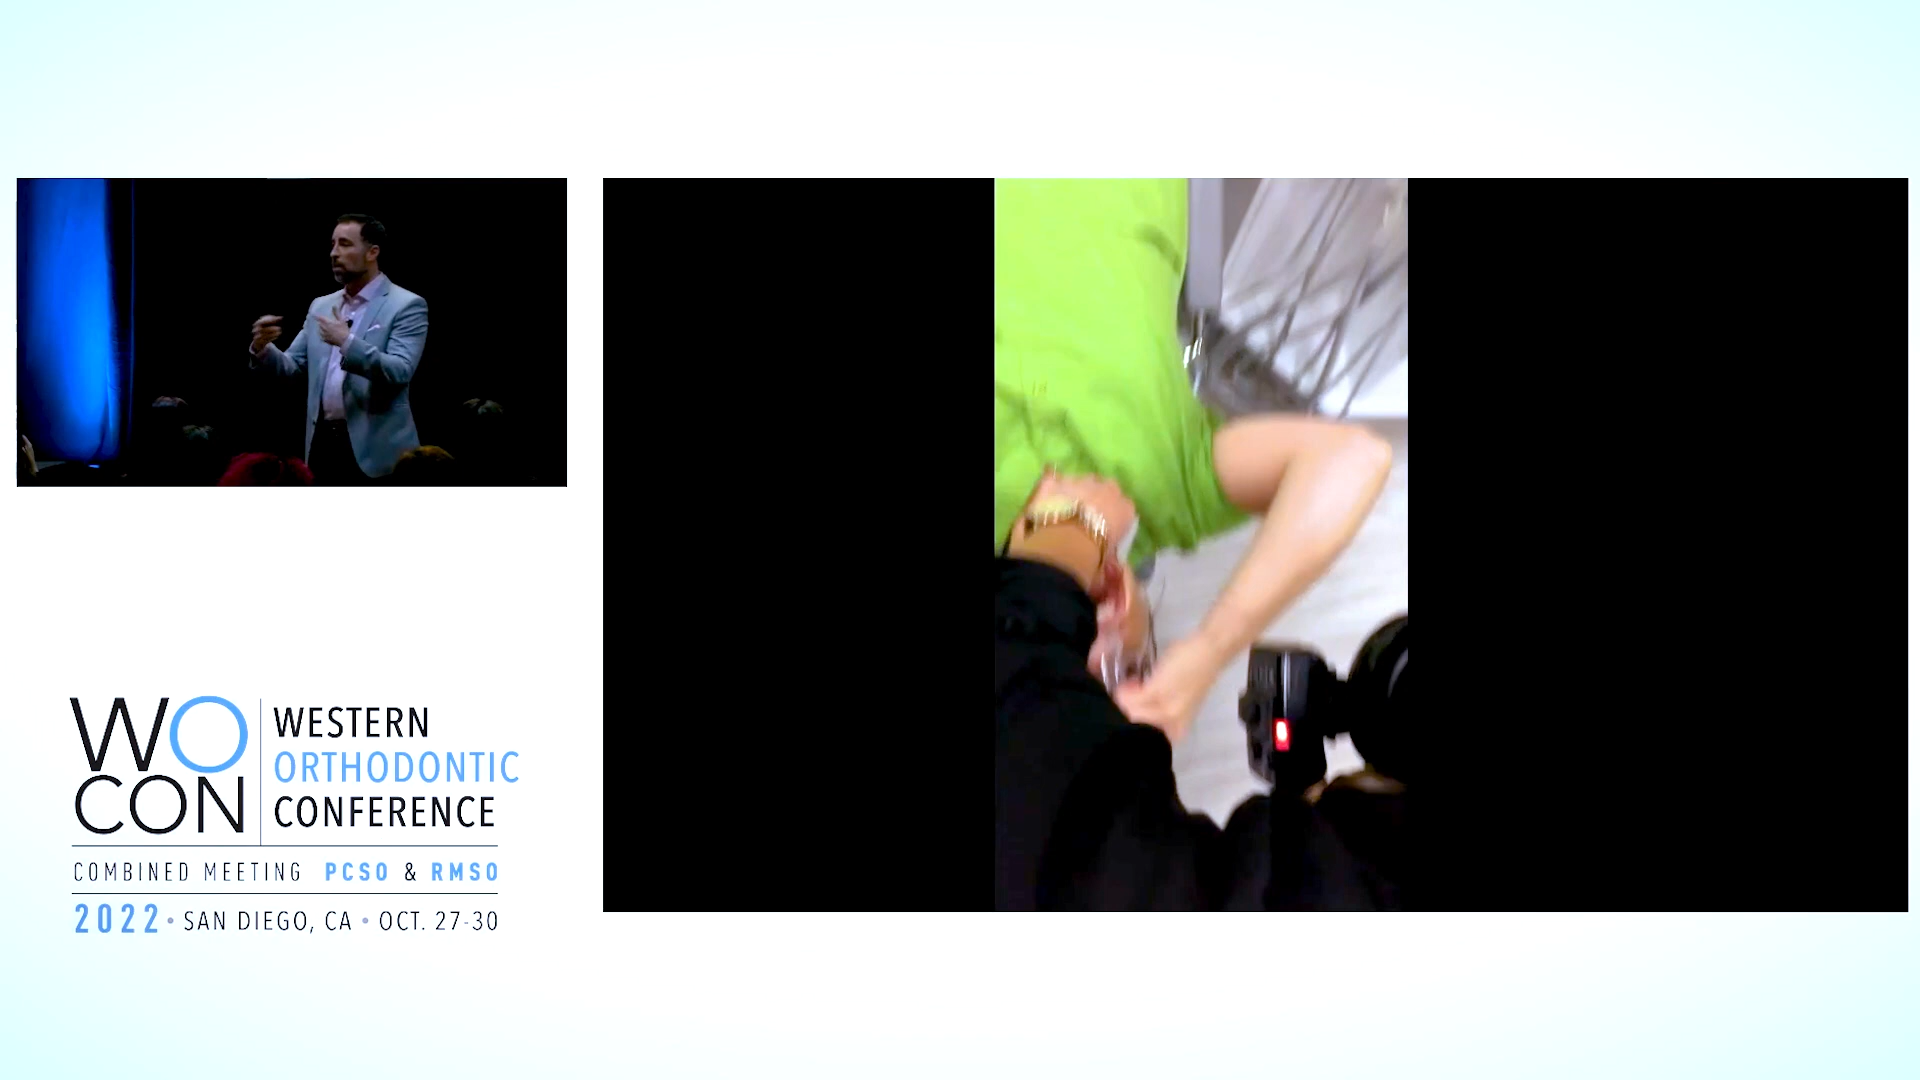 WO
CON
WESTERN
ORTHODONTIC
CONFERENCE
COMBINED MEETING PCSO & RMSO
2022 • SAN DIEGO, CA • OCT. 27-30